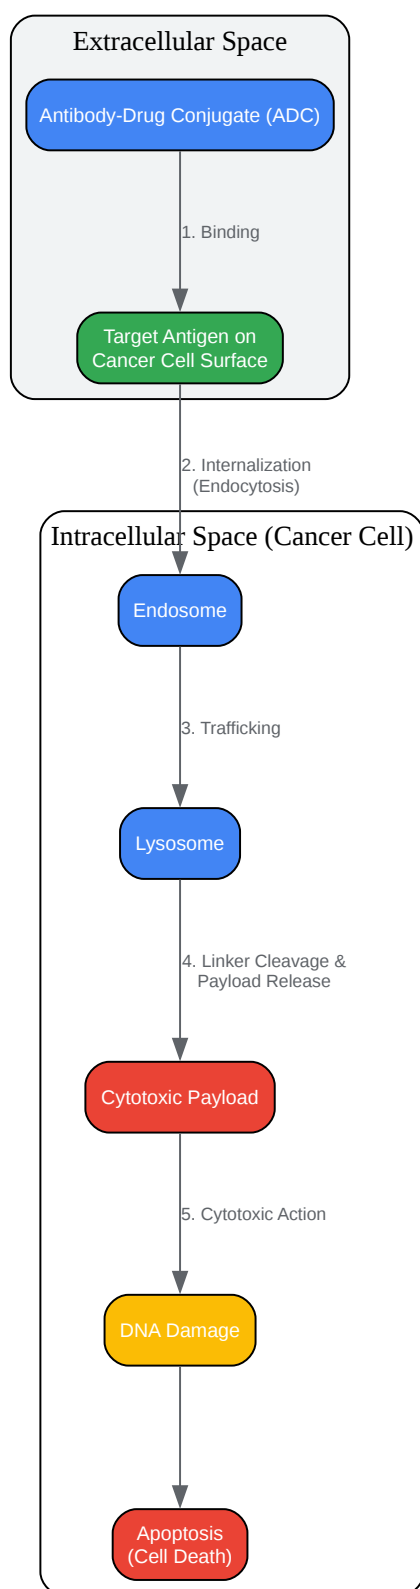 Extracellular Space
Antibody-Drug Conjugate (ADC)
1. Binding
Target Antigen on
Cancer Cell Surface
2. Internalization
(Endocytosis)
Intracellular Space (Cancer Cell)
Endosome
3. Trafficking
Lysosome
4. Linker Cleavage &
Payload Release
Cytotoxic Payload
5. Cytotoxic Action
DNA Damage
Apoptosis
(Cell Death)